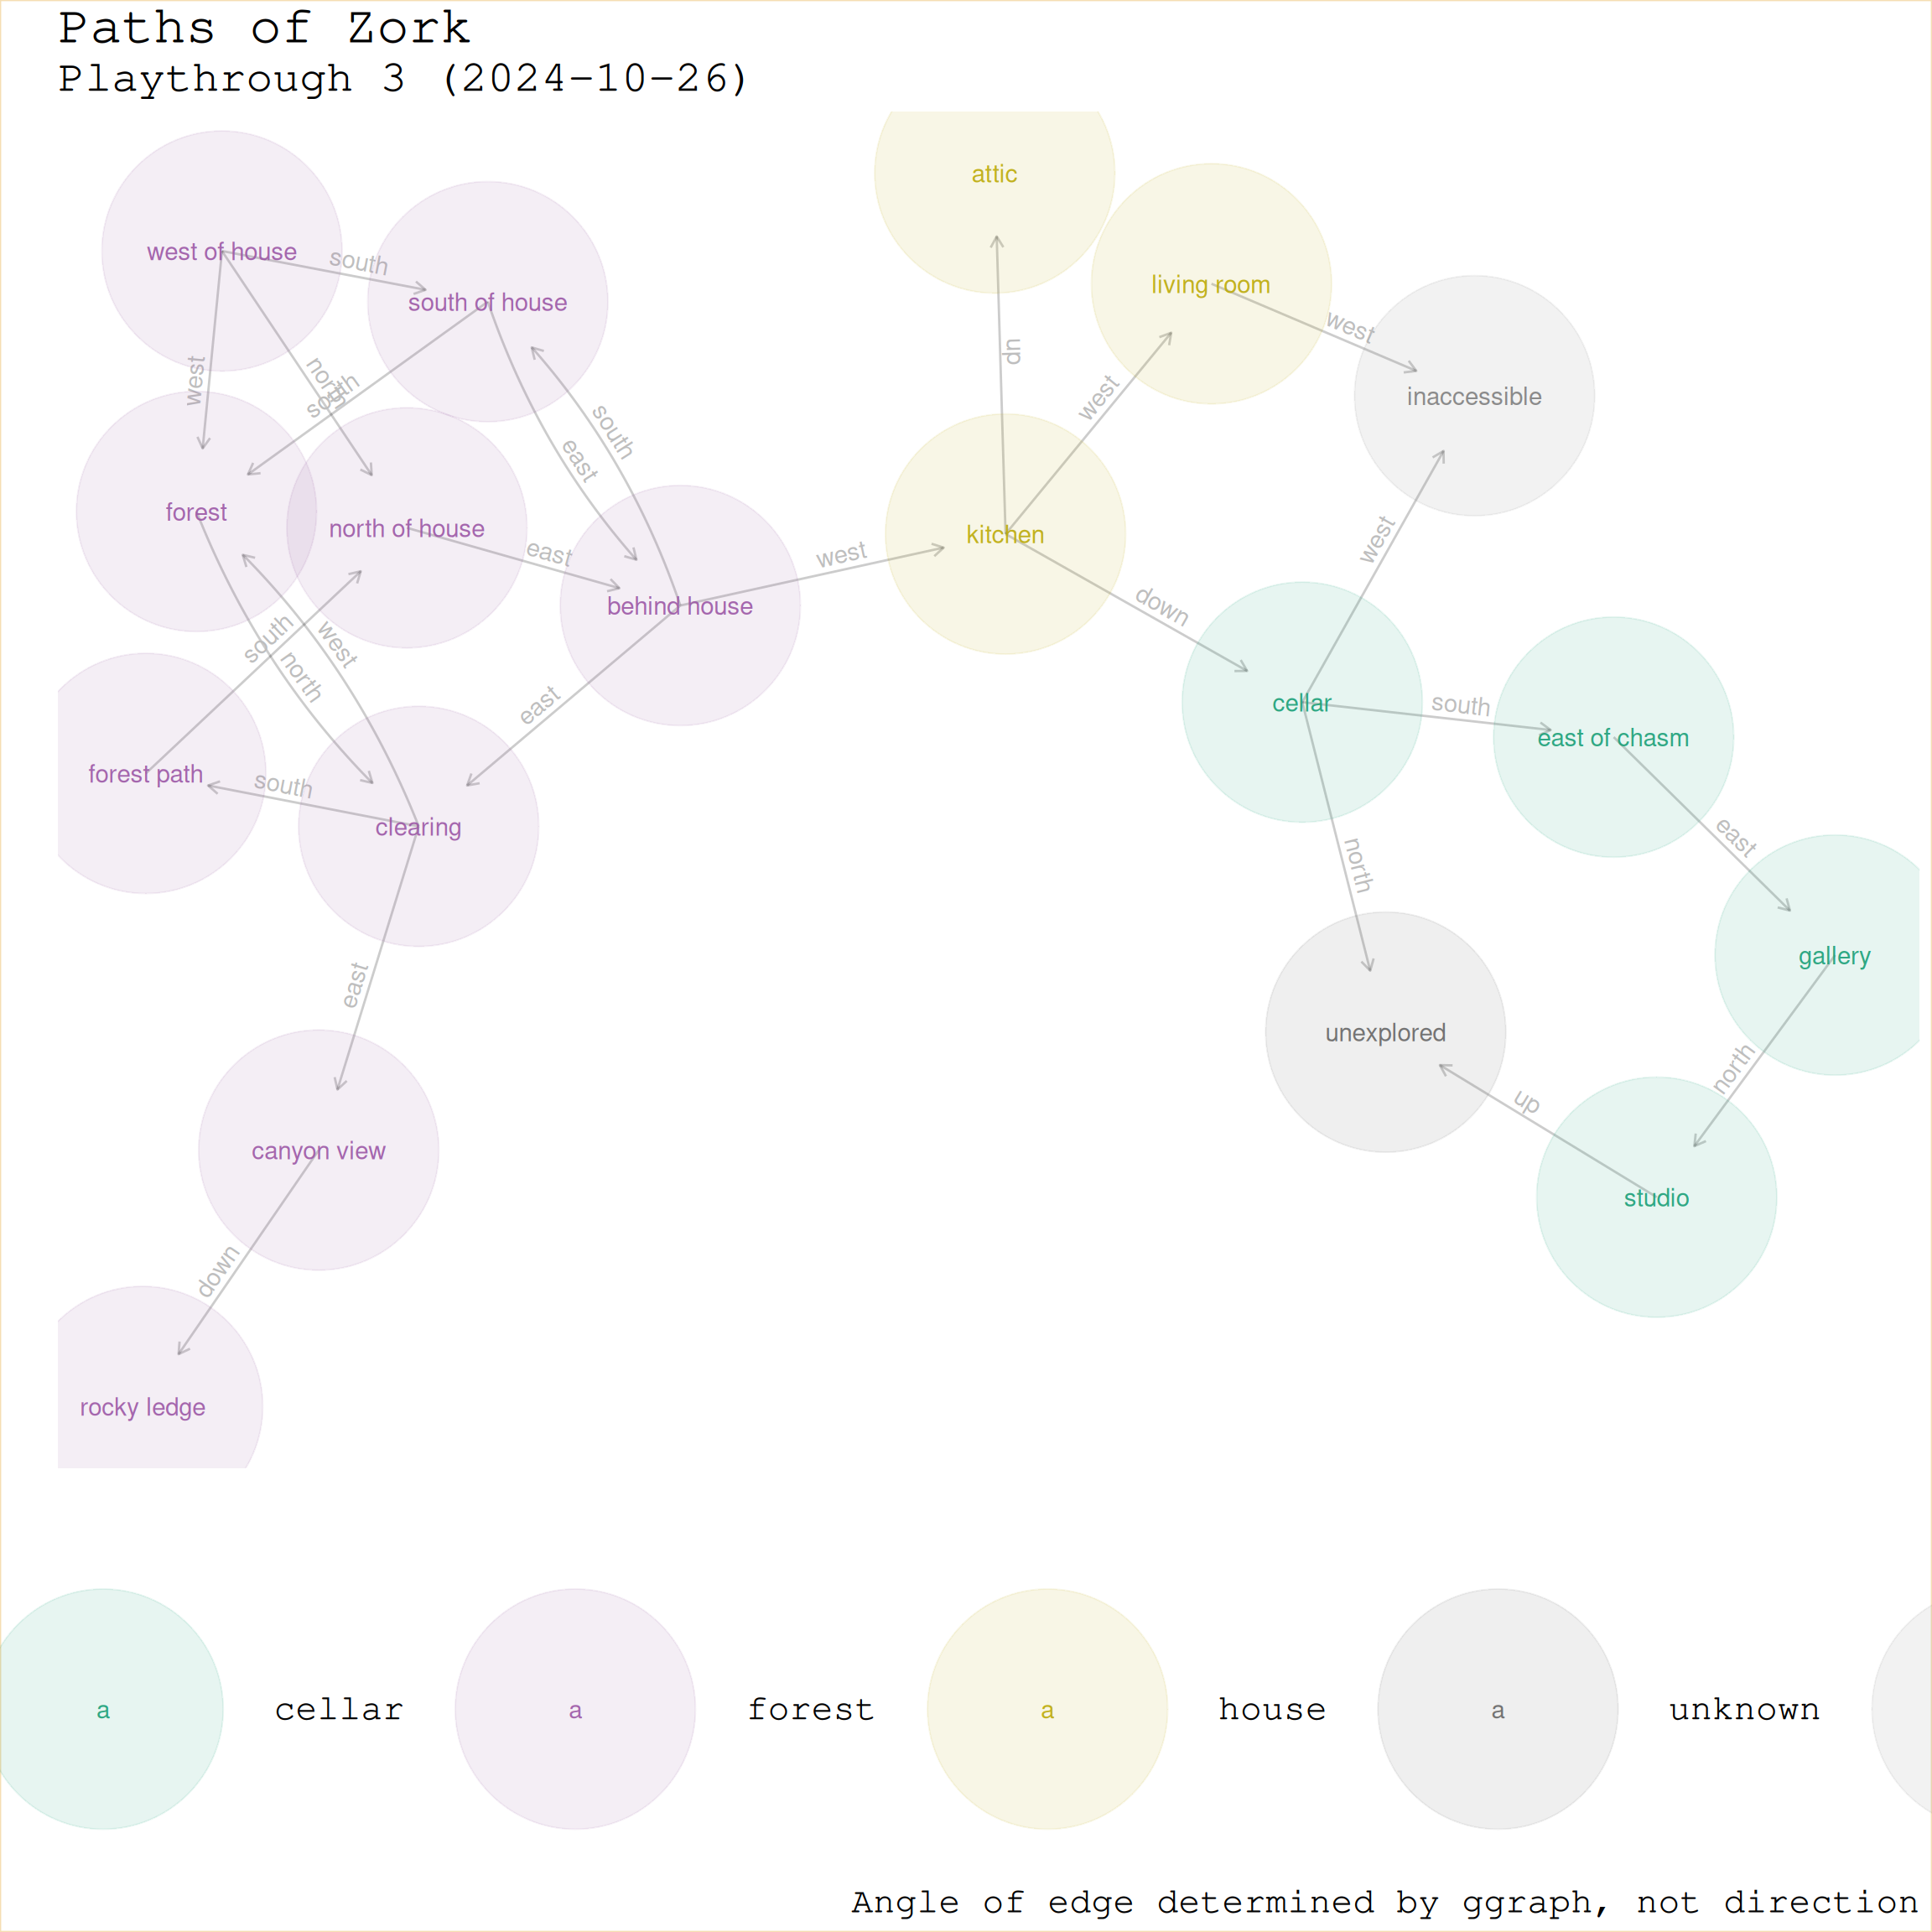 Paths of Zork
Playthrough 3 (2024-10-26)
attic
west of house
south
living room
south of house
up
west
west
north
south
west
inaccessible
south
east
forest
north of house
east
west
kitchen
west
behind house
down
south
west
north
cellar
south
east of chasm
east
forest path
south
clearing
north
east
gallery
east
unexplored
north
up
canyon view
studio
down
rocky ledge
a cellar a forest a house a unknown
Angle of edge determined by ggraph, not direction